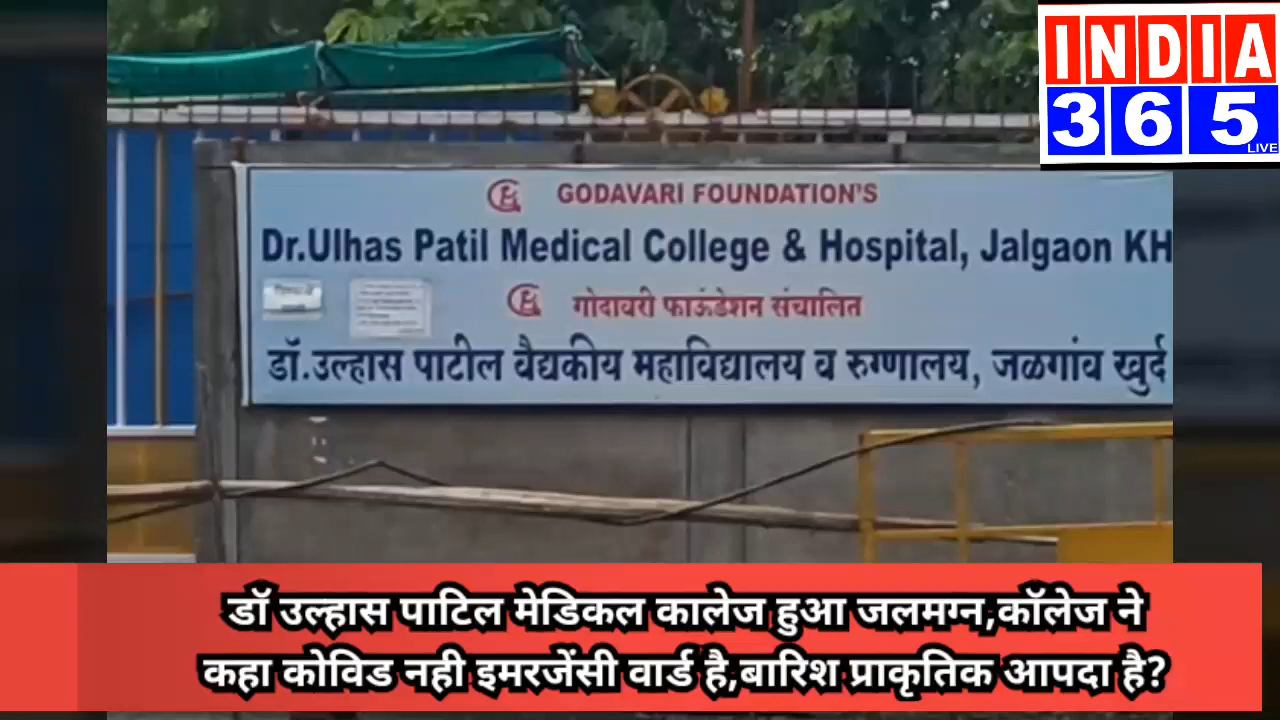 INDIA
365
LIVE
GODAVARI FOUNDATION'S
Dr.Ulhas Patil Medical College & Hospital, Jalgaon KH
गोदावरी फाऊंडेशन संचालित
डॉ.उल्हास पाटील वैद्यकीय महाविद्यालय व रुग्णालय, जळगांव खुर्द
डॉ उल्हास पाटिल मेडिकल कालेज हुआ जलमग्न,कॉलेज ने
कहा कोविड नही इमरजेंसी वार्ड है,बारिश प्राकृतिक आपदा है?